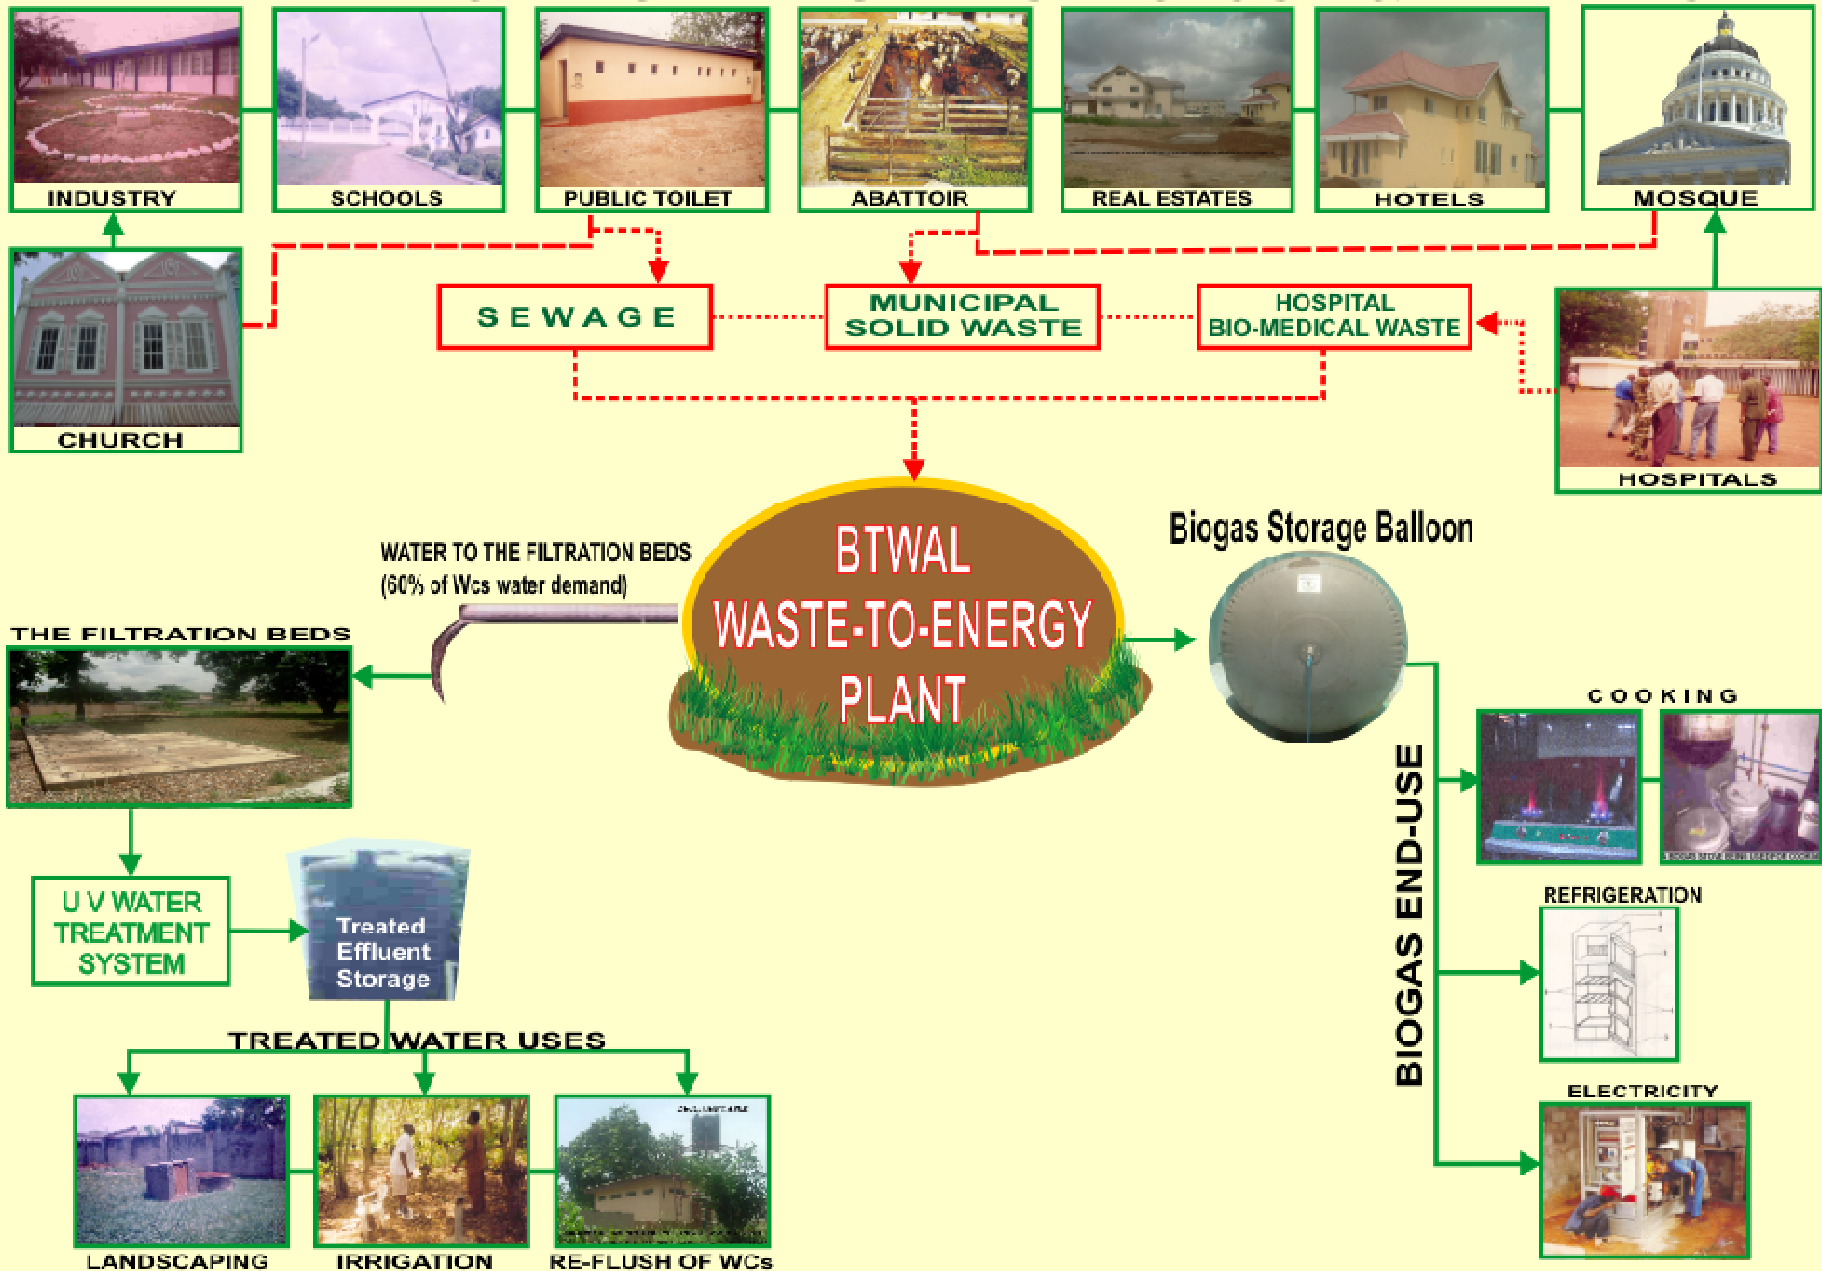 INDUSTRY
SCHOOLS
PUBLIC TOILET
ABATTOIR
REAL ESTATES
HOTELS
MOSQUE
CHURCH
SEWAGE
MUNICIPAL
SOLID WASTE
HOSPITAL
BIO-MEDICAL WASTE
HOSPITALS
WATER TO THE FILTRATION BEDS
(60% of Wcs water demand)
BTWAL
WASTE-TO-ENERGY
PLANT
Biogas Storage Balloon
THE FILTRATION BEDS
U V WATER
TREATMENT
SYSTEM
Treated
Effluent
Storage
TREATED WATER USES
LANDSCAPING
IRRIGATION
RE-FLUSH OF WCs
BIOGAS END-USE
COOKING
REFRIGERATION
ELECTRICITY